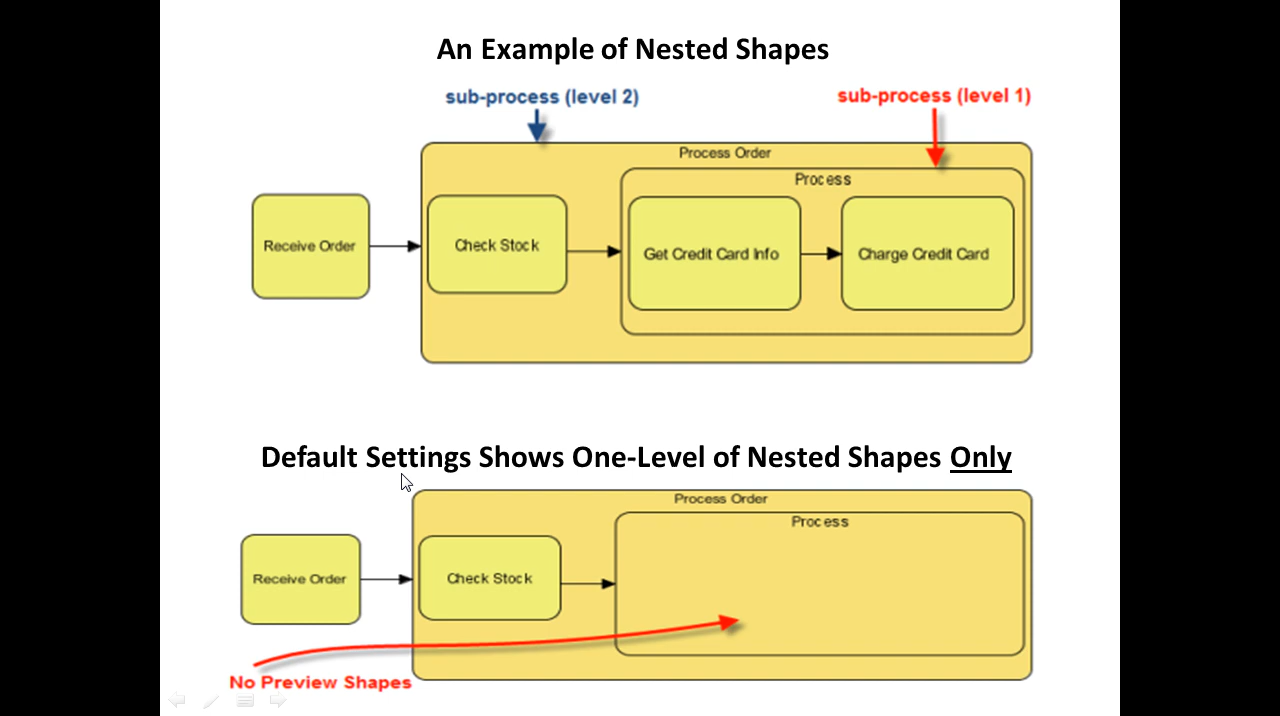 An Example of Nested Shapes
sub-process (level 2)
sub-process (level 1)
Process Order
Process
Receive Order
Check Stock
Get Credit Card Info
Charge Credit Card
Default Settings Shows One-Level of Nested Shapes Only
Process Order
Process
Receive Order
Check Stock
No Preview Shapes